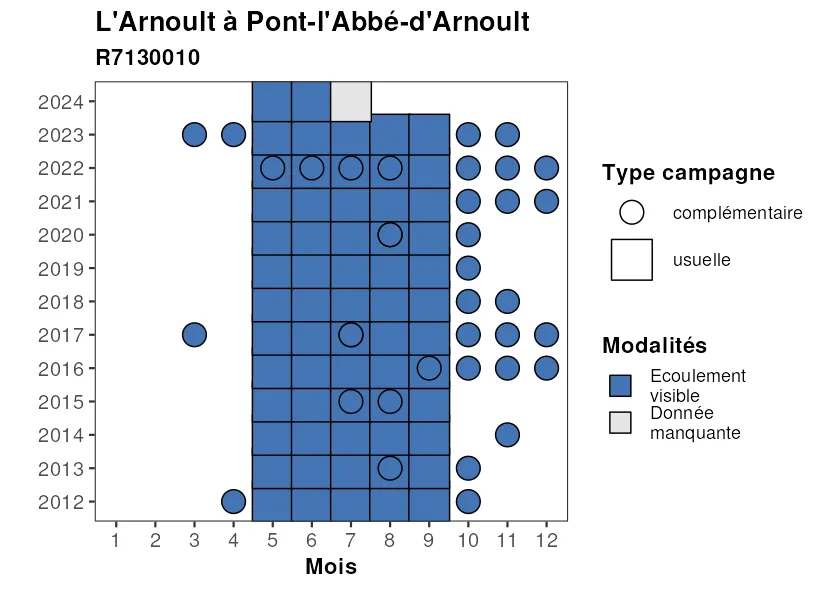 L'Arnoult à Pont-l'Abbé-d'Arnoult
R7130010
2024
2023
2022
2021
2020
2019
2018
2017
2016
2015
2014
2013
2012
1 2 3 4 5 6 7 8 9 10 11 12
Mois
Type campagne
complémentaire
usuelle
Modalités
Ecoulement
visible
Donnée
manquante